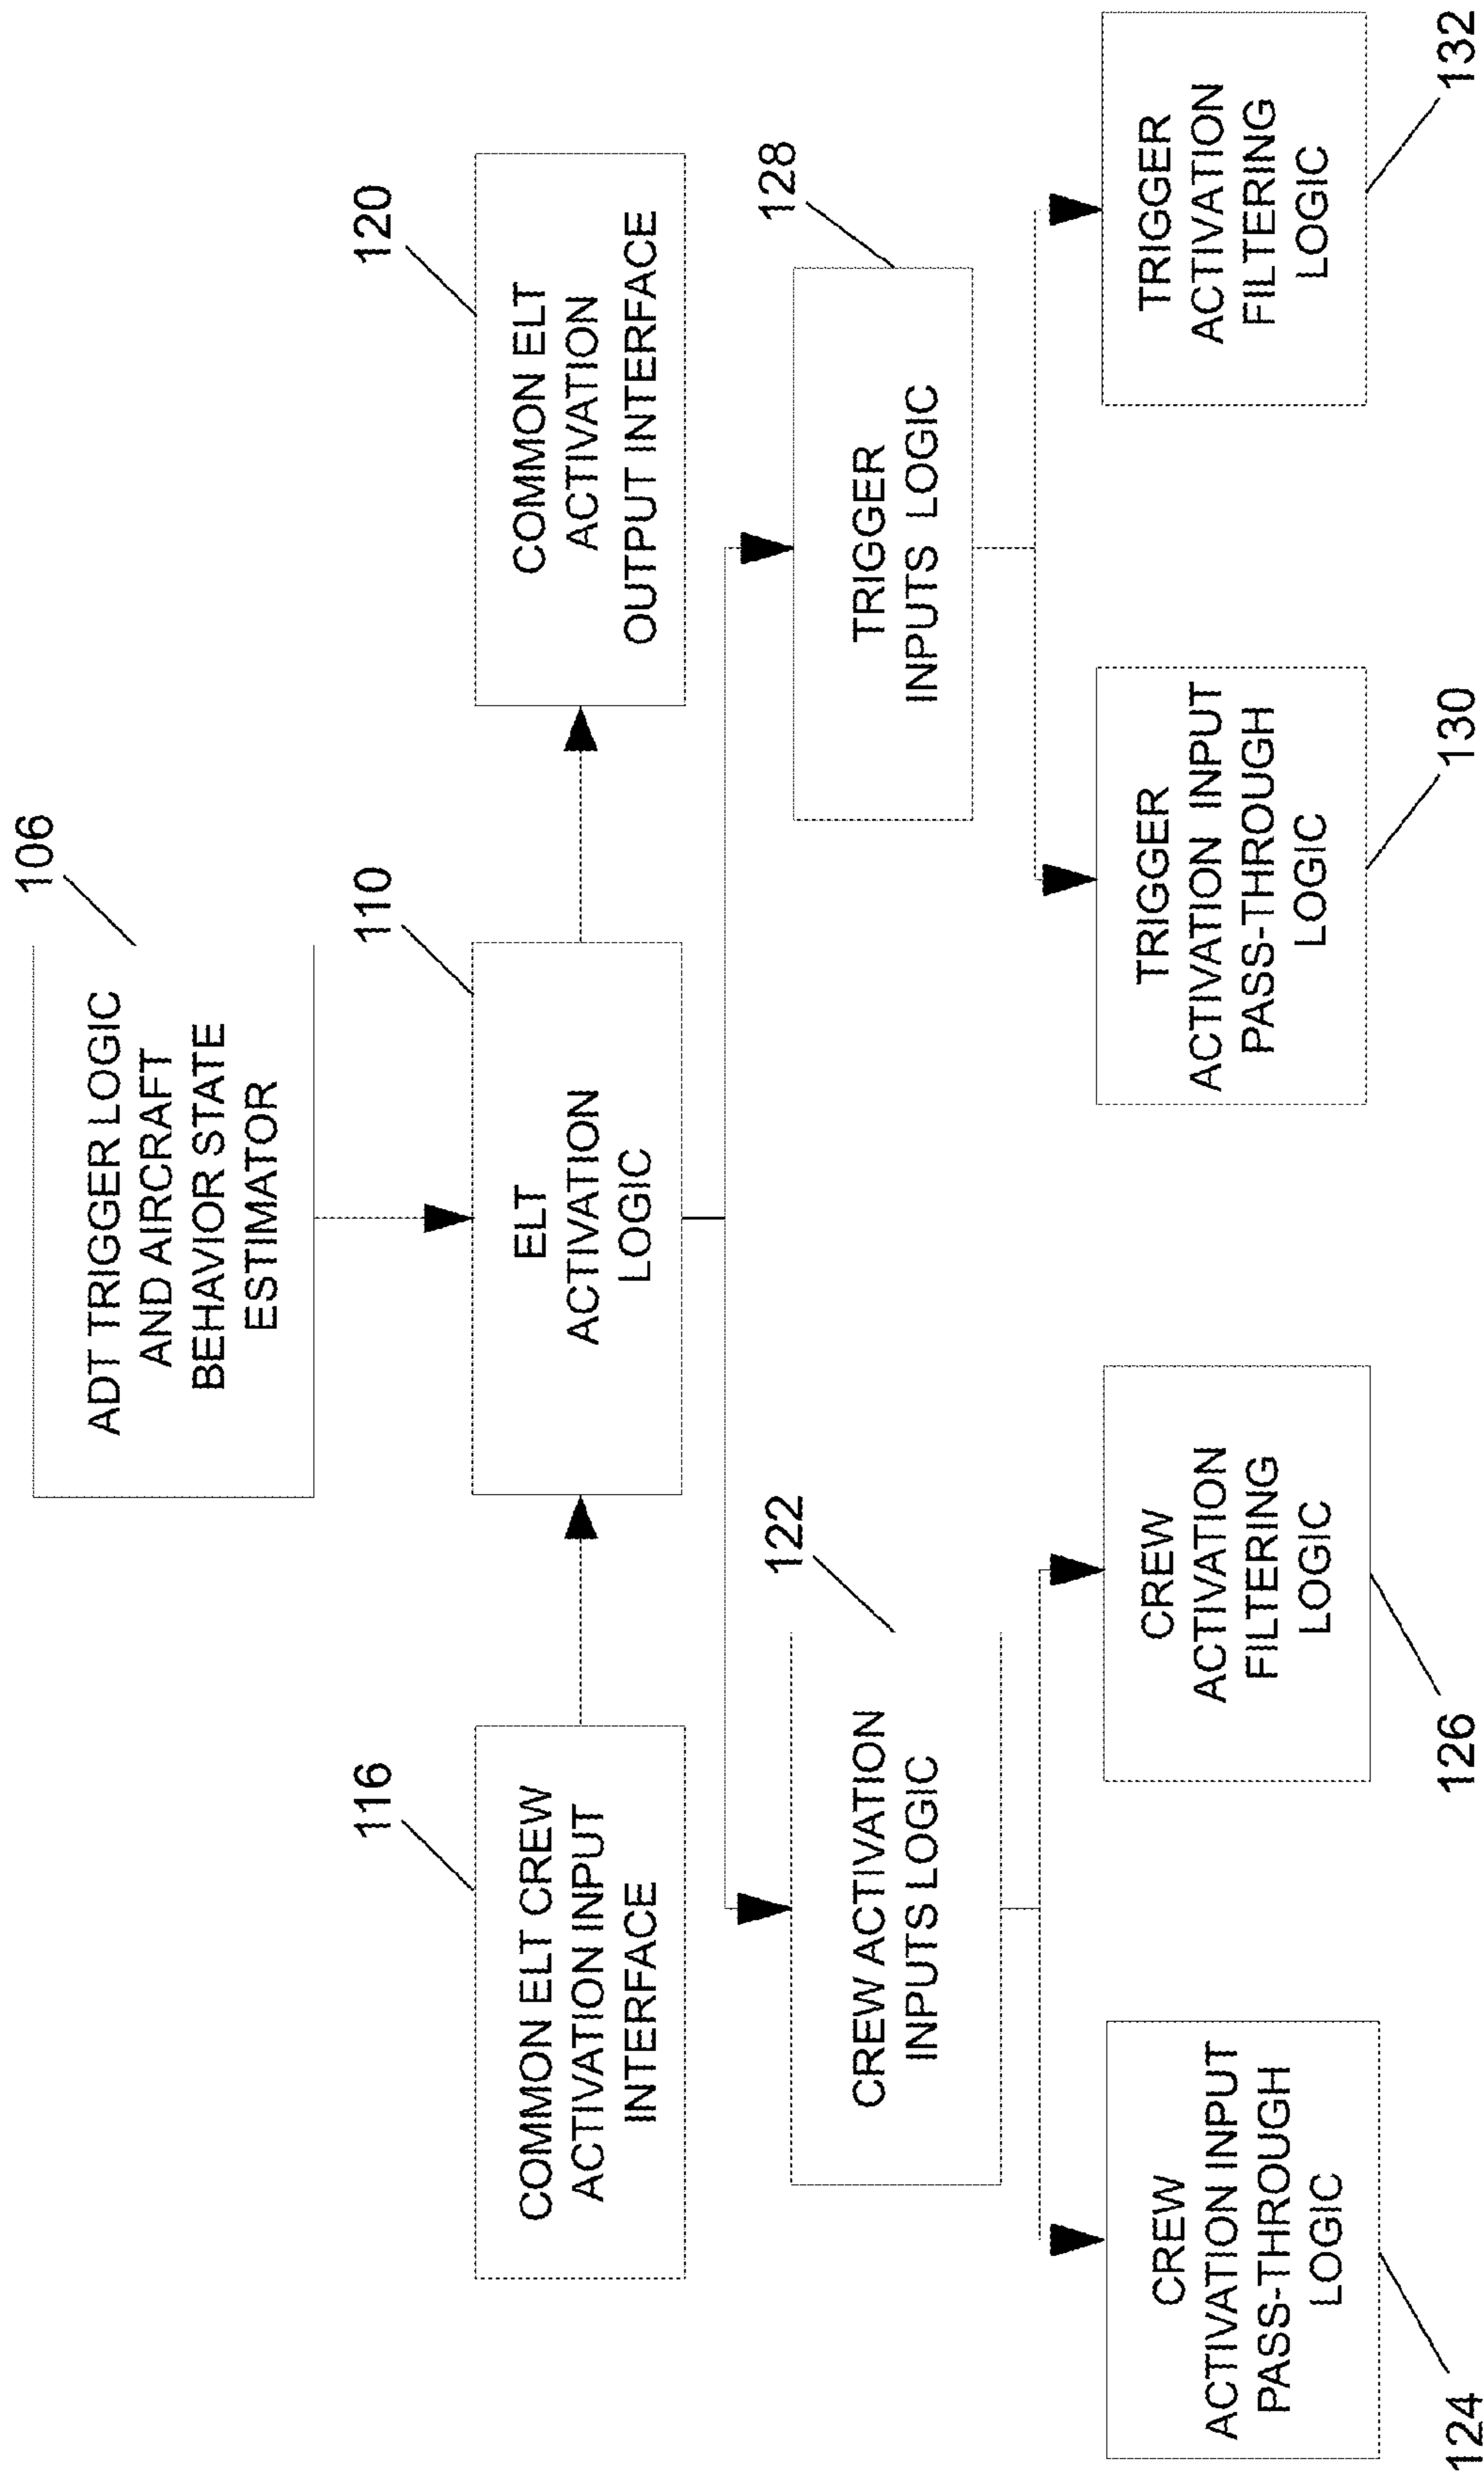 106
ADT TRIGGER LOGIC
AND AIRCRAFT
BEHAVIOR STATE
ESTIMATOR
116
COMMON ELT CREW
ACTIVATION INPUT
INTERFACE
110
ELT
ACTIVATION
LOGIC
120
COMMON ELT
ACTIVATION
OUTPUT INTERFACE
122
CREW ACTIVATION
INPUTS LOGIC
128
TRIGGER
INPUTS LOGIC
CREW
ACTIVATION INPUT
PASS-THROUGH
LOGIC
124
CREW
ACTIVATION
FILTERING
LOGIC
126
TRIGGER
ACTIVATION INPUT
PASS-THROUGH
LOGIC
130
TRIGGER
ACTIVATION
FILTERING
LOGIC
132